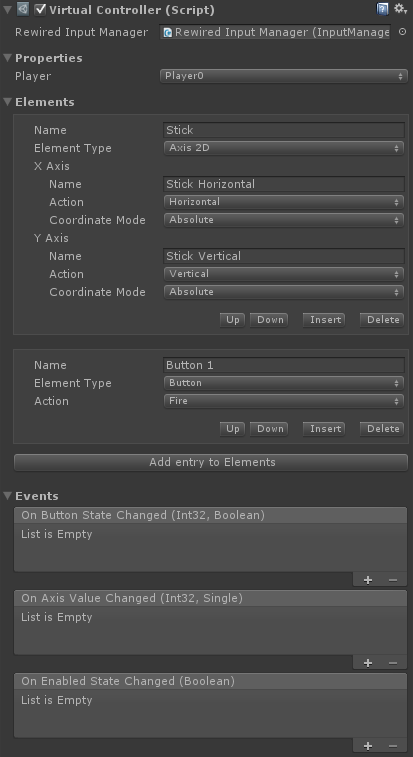 Virtual Controller (Script)
Rewired Input Manager Rewired Input Manager (InputManage
Properties
Player Player0
Elements
Name Stick
Element Type Axis 2D
X Axis
Name Stick Horizontal
Action Horizontal
Coordinate Mode Absolute
Y Axis
Name Stick Vertical
Action Vertical
Coordinate Mode Absolute
Up Down Insert Delete
Name Button 1
Element Type Button
Action Fire
Up Down Insert Delete
Add entry to Elements
Events
On Button State Changed (Int32, Boolean)
List is Empty
+ −
On Axis Value Changed (Int32, Single)
List is Empty
+ −
On Enabled State Changed (Boolean)
List is Empty
+ −